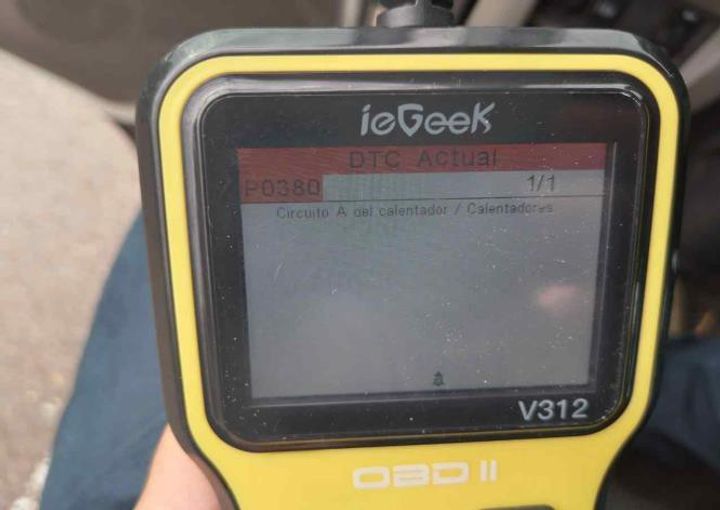 ieGeek
DTC Actual
P0380 1/1
Circuito A del calentador / Calentadores
V312
OBD II